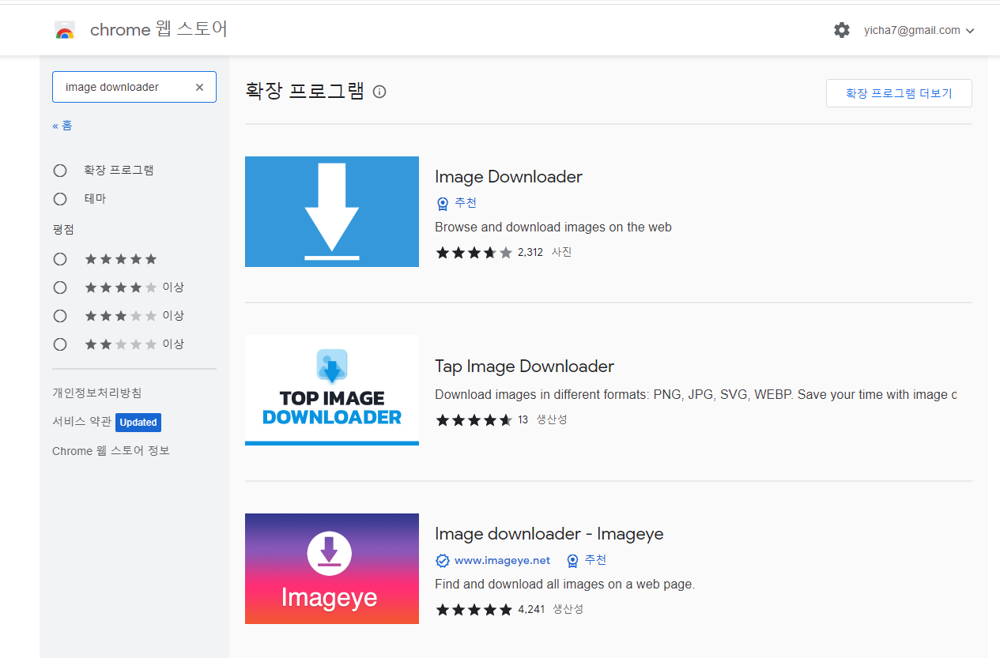 chrome 웹 스토어
yicha7@gmail.com
image downloader
« 홈
확장 프로그램
테마
평점
이상
이상
이상
개인정보처리방침
서비스 약관 Updated
Chrome 웹 스토어 정보
확장 프로그램
확장 프로그램 더보기
Image Downloader
추천
Browse and download images on the web
2,312 사진
TOP IMAGE
DOWNLOADER
Tap Image Downloader
Download images in different formats: PNG, JPG, SVG, WEBP. Save your time with image
13 생산성
Imageye
Image downloader - Imageye
www.imageye.net 추천
Find and download all images on a web page.
4,241 생산성